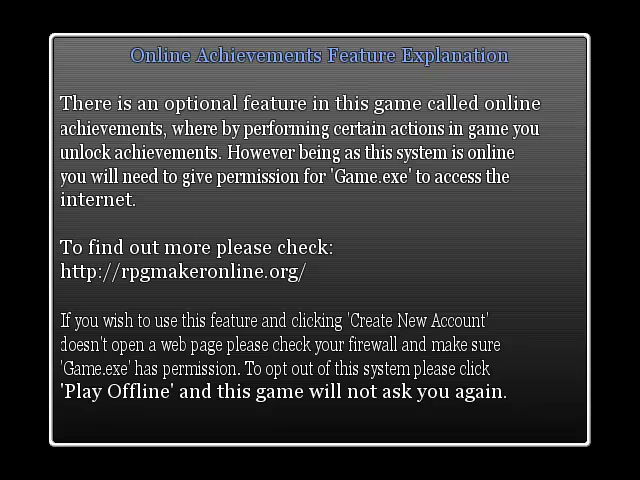 Online Achievements Feature Explanation
There is an optional feature in this game called online
achievements, where by performing certain actions in game you
unlock achievements. However being as this system is online
you will need to give permission for 'Game.exe' to access the
internet.
To find out more please check:
http://rpgmakeronline.org/
If you wish to use this feature and clicking 'Create New Account'
doesn't open a web page please check your firewall and make sure
'Game.exe' has permission. To opt out of this system please click
'Play Offline' and this game will not ask you again.